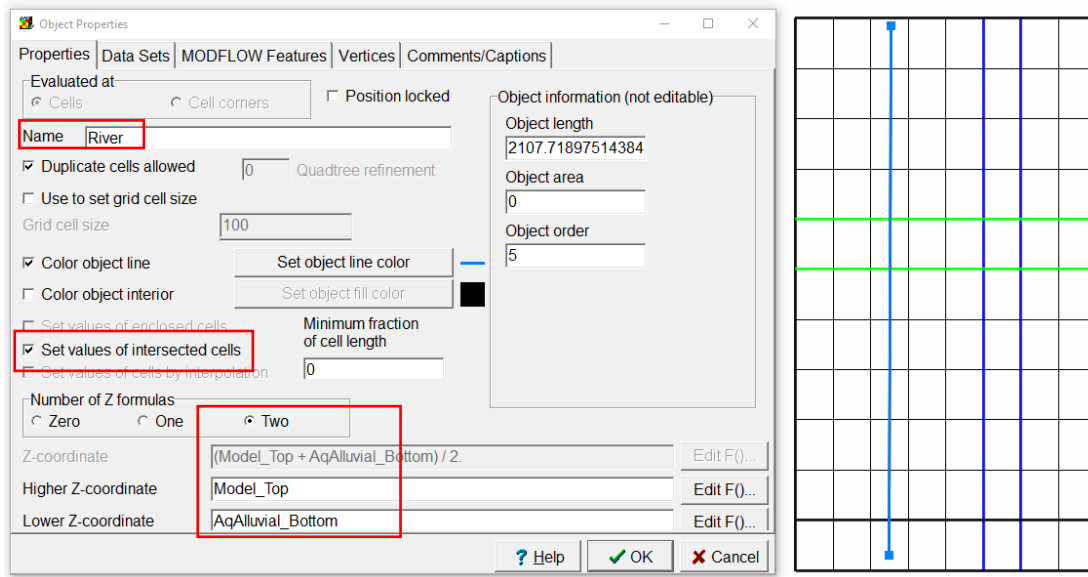 Object Properties
Properties Data Sets MODFLOW Features Vertices Comments/Captions
Evaluated at
Cells Cell corners
Position locked
Name River
Duplicate cells allowed 0 Quadtree refinement
Use to set grid cell size
Grid cell size 100
Color object line Set object line color
Color object interior Set object fill color
Set values of enclosed cells
Set values of intersected cells
Set values of cells by interpolation
Minimum fraction
of cell length
0
Number of Z formulas
Zero One Two
Z-coordinate (Model_Top + AqAlluvial_Bottom) / 2. Edit F()...
Higher Z-coordinate Model_Top Edit F()...
Lower Z-coordinate AqAlluvial_Bottom Edit F()...
Object information (not editable)
Object length
2107.71897514384
Object area
0
Object order
5
? Help OK Cancel